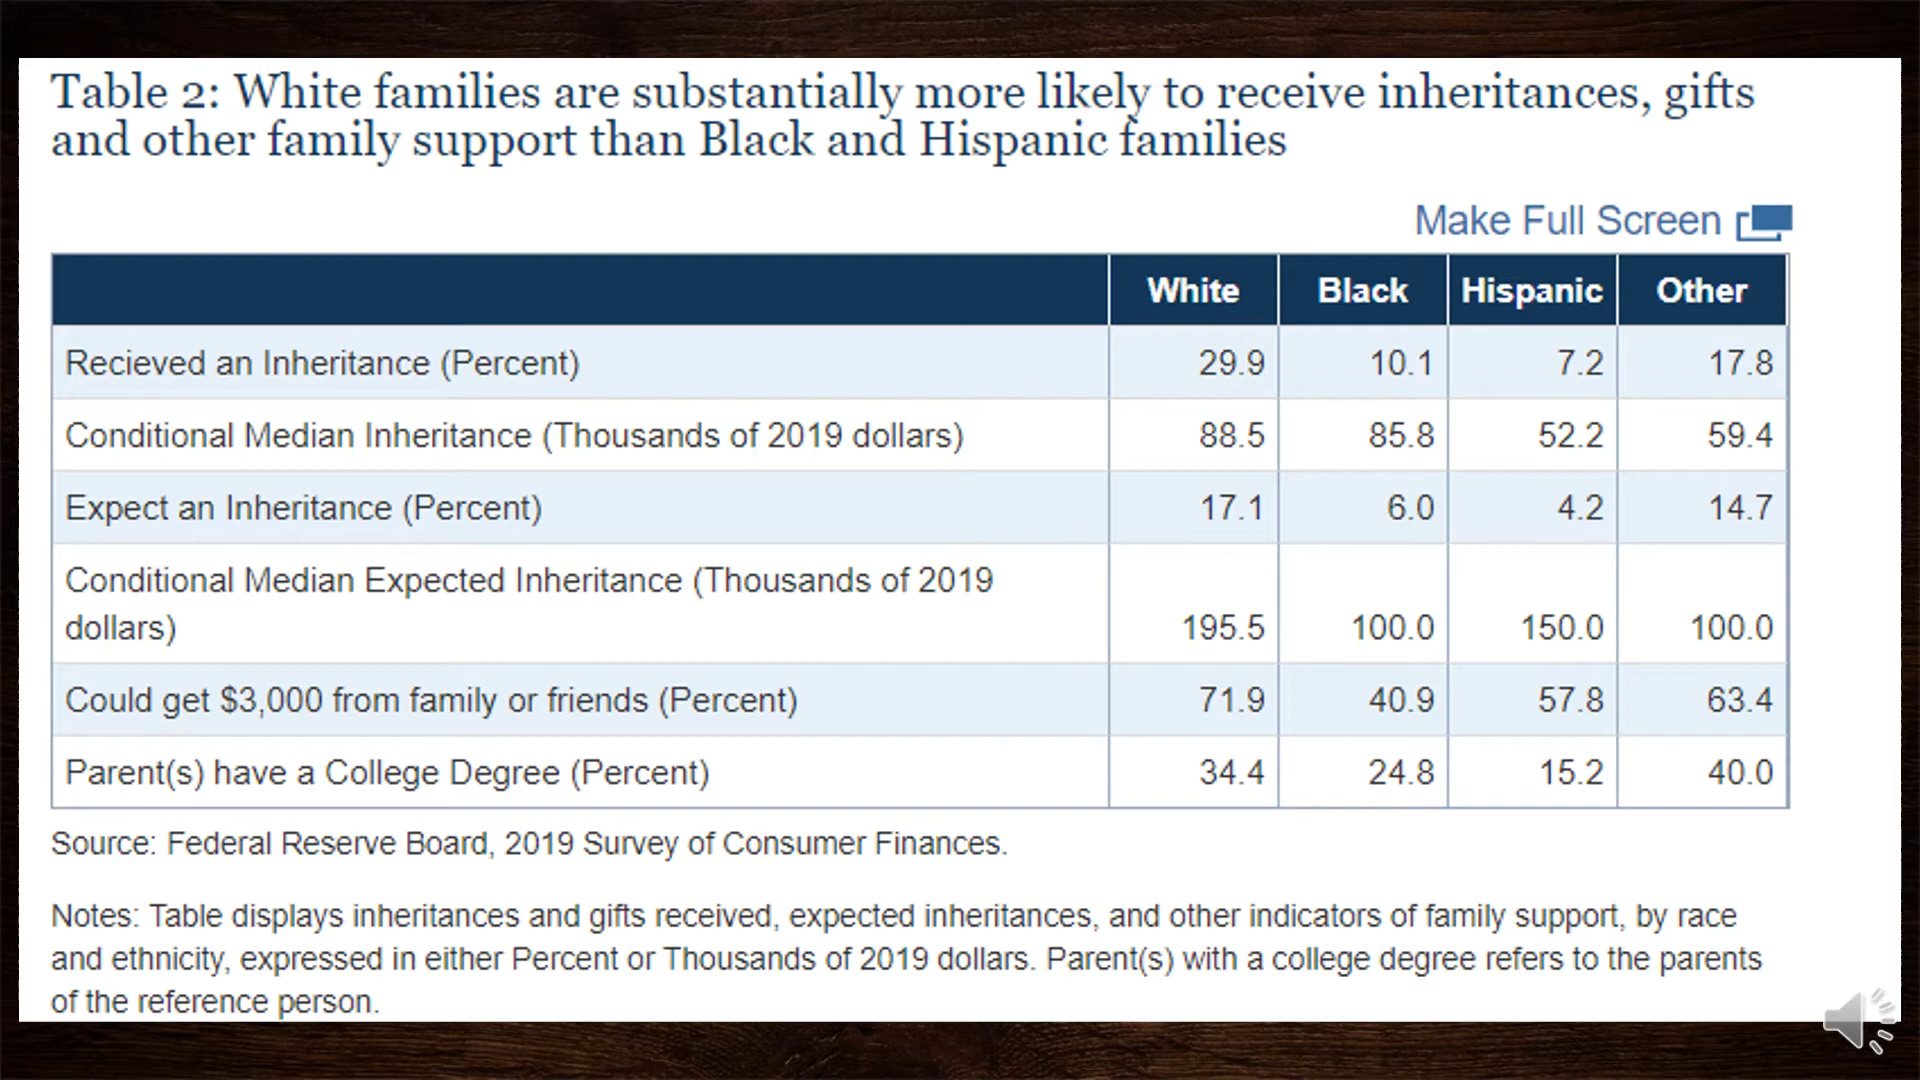 Table 2: White families are substantially more likely to receive inheritances, gifts
and other family support than Black and Hispanic families
Make Full Screen
White Black Hispanic Other
Recieved an Inheritance (Percent) 29.9 10.1 7.2 17.8
Conditional Median Inheritance (Thousands of 2019 dollars) 88.5 85.8 52.2 59.4
Expect an Inheritance (Percent) 17.1 6.0 4.2 14.7
Conditional Median Expected Inheritance (Thousands of 2019
dollars) 195.5 100.0 150.0 100.0
Could get $3,000 from family or friends (Percent) 71.9 40.9 57.8 63.4
Parent(s) have a College Degree (Percent) 34.4 24.8 15.2 40.0
Source: Federal Reserve Board, 2019 Survey of Consumer Finances.
Notes: Table displays inheritances and gifts received, expected inheritances, and other indicators of family support, by race
and ethnicity, expressed in either Percent or Thousands of 2019 dollars. Parent(s) with a college degree refers to the parents
of the reference person.